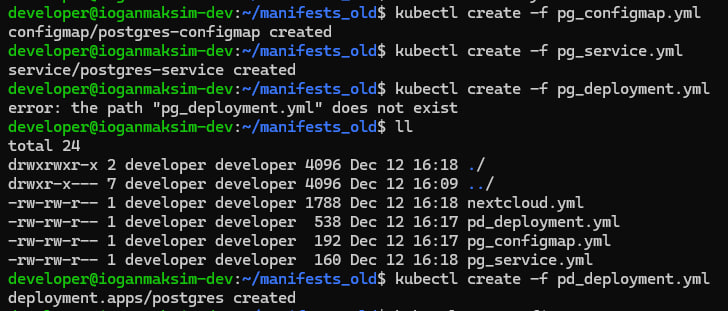 developer@ioganmaksim-dev:~/manifests_old$ kubectl create -f pg_configmap.yml
configmap/postgres-configmap created
developer@ioganmaksim-dev:~/manifests_old$ kubectl create -f pg_service.yml
service/postgres-service created
developer@ioganmaksim-dev:~/manifests_old$ kubectl create -f pg_deployment.yml
error: the path "pg_deployment.yml" does not exist
developer@ioganmaksim-dev:~/manifests_old$ ll
total 24
drwxrwxr-x 2 developer developer 4096 Dec 12 16:18 ./
drwxr-x--- 7 developer developer 4096 Dec 12 16:09 ../
-rw-rw-r-- 1 developer developer 1788 Dec 12 16:18 nextcloud.yml
-rw-rw-r-- 1 developer developer  538 Dec 12 16:17 pd_deployment.yml
-rw-rw-r-- 1 developer developer  192 Dec 12 16:17 pg_configmap.yml
-rw-rw-r-- 1 developer developer  160 Dec 12 16:18 pg_service.yml
developer@ioganmaksim-dev:~/manifests_old$ kubectl create -f pd_deployment.yml
deployment.apps/postgres created